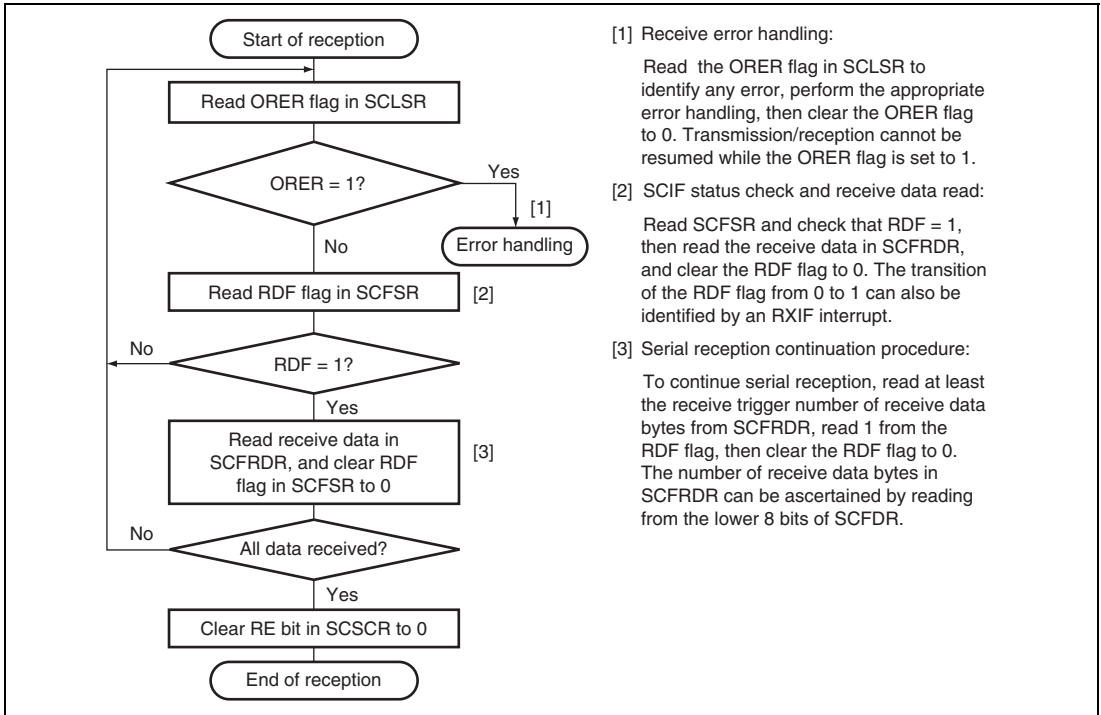 Start of reception
Read ORER flag in SCLSR
ORER = 1?
Yes
[1]
Error handling
No
Read RDF flag in SCFSR
[2]
No
RDF = 1?
Yes
Read receive data in
SCFRDR, and clear RDF
flag in SCFSR to 0
[3]
No
All data received?
Yes
Clear RE bit in SCSCR to 0
End of reception
[1] Receive error handling:
Read the ORER flag in SCLSR to
identify any error, perform the appropriate
error handling, then clear the ORER flag
to 0. Transmission/reception cannot be
resumed while the ORER flag is set to 1.
[2] SCIF status check and receive data read:
Read SCFSR and check that RDF = 1,
then read the receive data in SCFRDR,
and clear the RDF flag to 0. The transition
of the RDF flag from 0 to 1 can also be
identified by an RXIF interrupt.
[3] Serial reception continuation procedure:
To continue serial reception, read at least
the receive trigger number of receive data
bytes from SCFRDR, read 1 from the
RDF flag, then clear the RDF flag to 0.
The number of receive data bytes in
SCFRDR can be ascertained by reading
from the lower 8 bits of SCFDR.